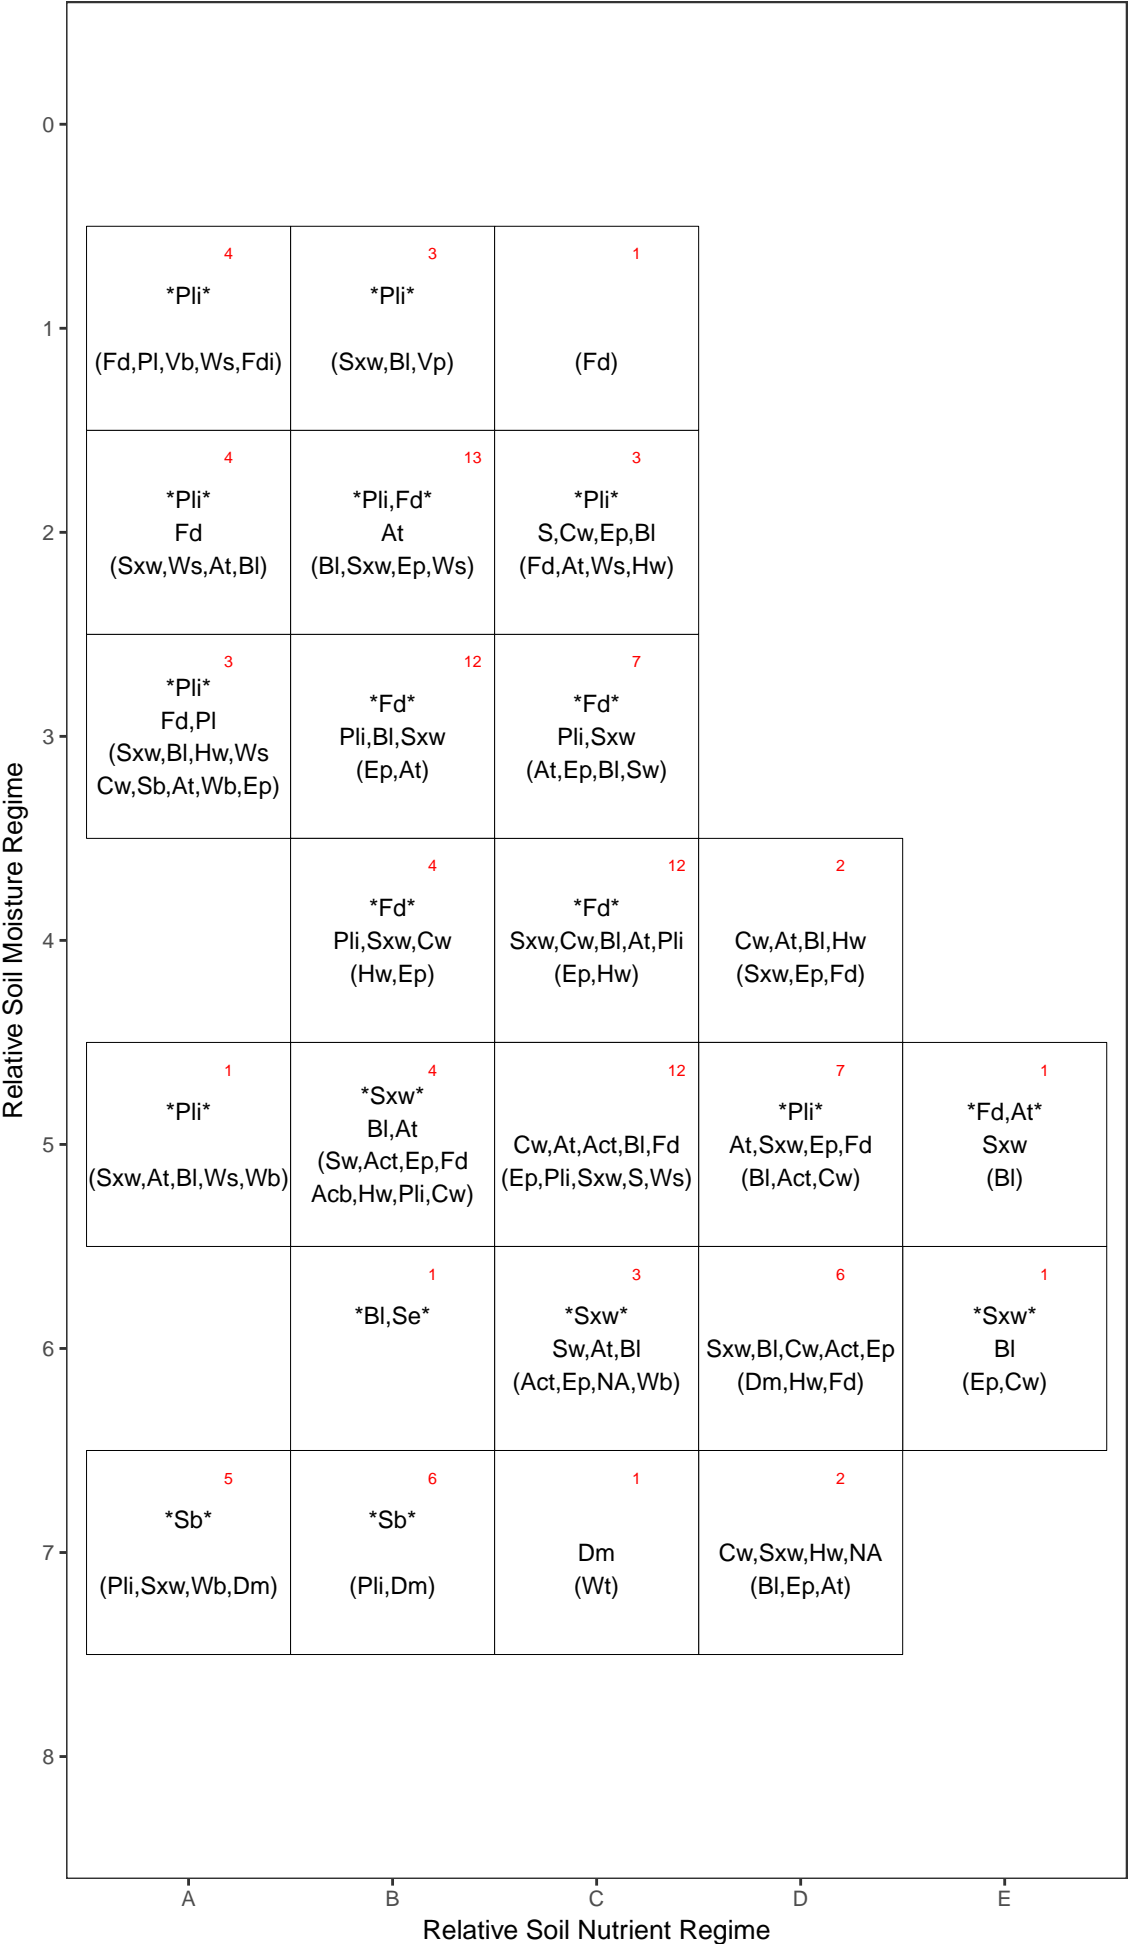 0
4
3
1
*Pli*
*Pli*
1
(Fd,Pl,Vb,Ws,Fdi)
(Sxw,Bl,Vp)
(Fd)
4
13
3
*Pli*
*Pli,Fd*
*Pli*
2
Fd
At
S,Cw,Ep,Bl
(Sxw,Ws,At,Bl)
(Bl,Sxw,Ep,Ws)
(Fd,At,Ws,Hw)
3
12
7
*Pli*
Fd,Pl
(Sxw,Bl,Hw,Ws
Cw,Sb,At,Wb,Ep)
*Fd*
Pli,Bl,Sxw
(Ep,At)
*Fd*
Pli,Sxw
(At,Ep,Bl,Sw)
3
4
12
2
*Fd*
*Fd*
4
Pli,Sxw,Cw
Sxw,Cw,Bl,At,Pli
Cw,At,Bl,Hw
(Hw,Ep)
(Ep,Hw)
(Sxw,Ep,Fd)
1
4
12
7
1
*Pli*
(Sxw,At,Bl,Ws,Wb)
*Sxw*
Bl,At
(Sw,Act,Ep,Fd
Acb,Hw,Pli,Cw)
Cw,At,Act,Bl,Fd
(Ep,Pli,Sxw,S,Ws)
*Pli*
At,Sxw,Ep,Fd
(Bl,Act,Cw)
*Fd,At*
Sxw
(Bl)
5
1
3
6
1
*Bl,Se*
*Sxw*
*Sxw*
6
Sw,At,Bl
Sxw,Bl,Cw,Act,Ep
Bl
(Act,Ep,NA,Wb)
(Dm,Hw,Fd)
(Ep,Cw)
5
6
1
2
*Sb*
*Sb*
7
Dm
Cw,Sxw,Hw,NA
(Pli,Sxw,Wb,Dm)
(Pli,Dm)
(Wt)
(Bl,Ep,At)
8
Relative Soil Moisture Regime
A
B
C
D
E
Relative Soil Nutrient Regime